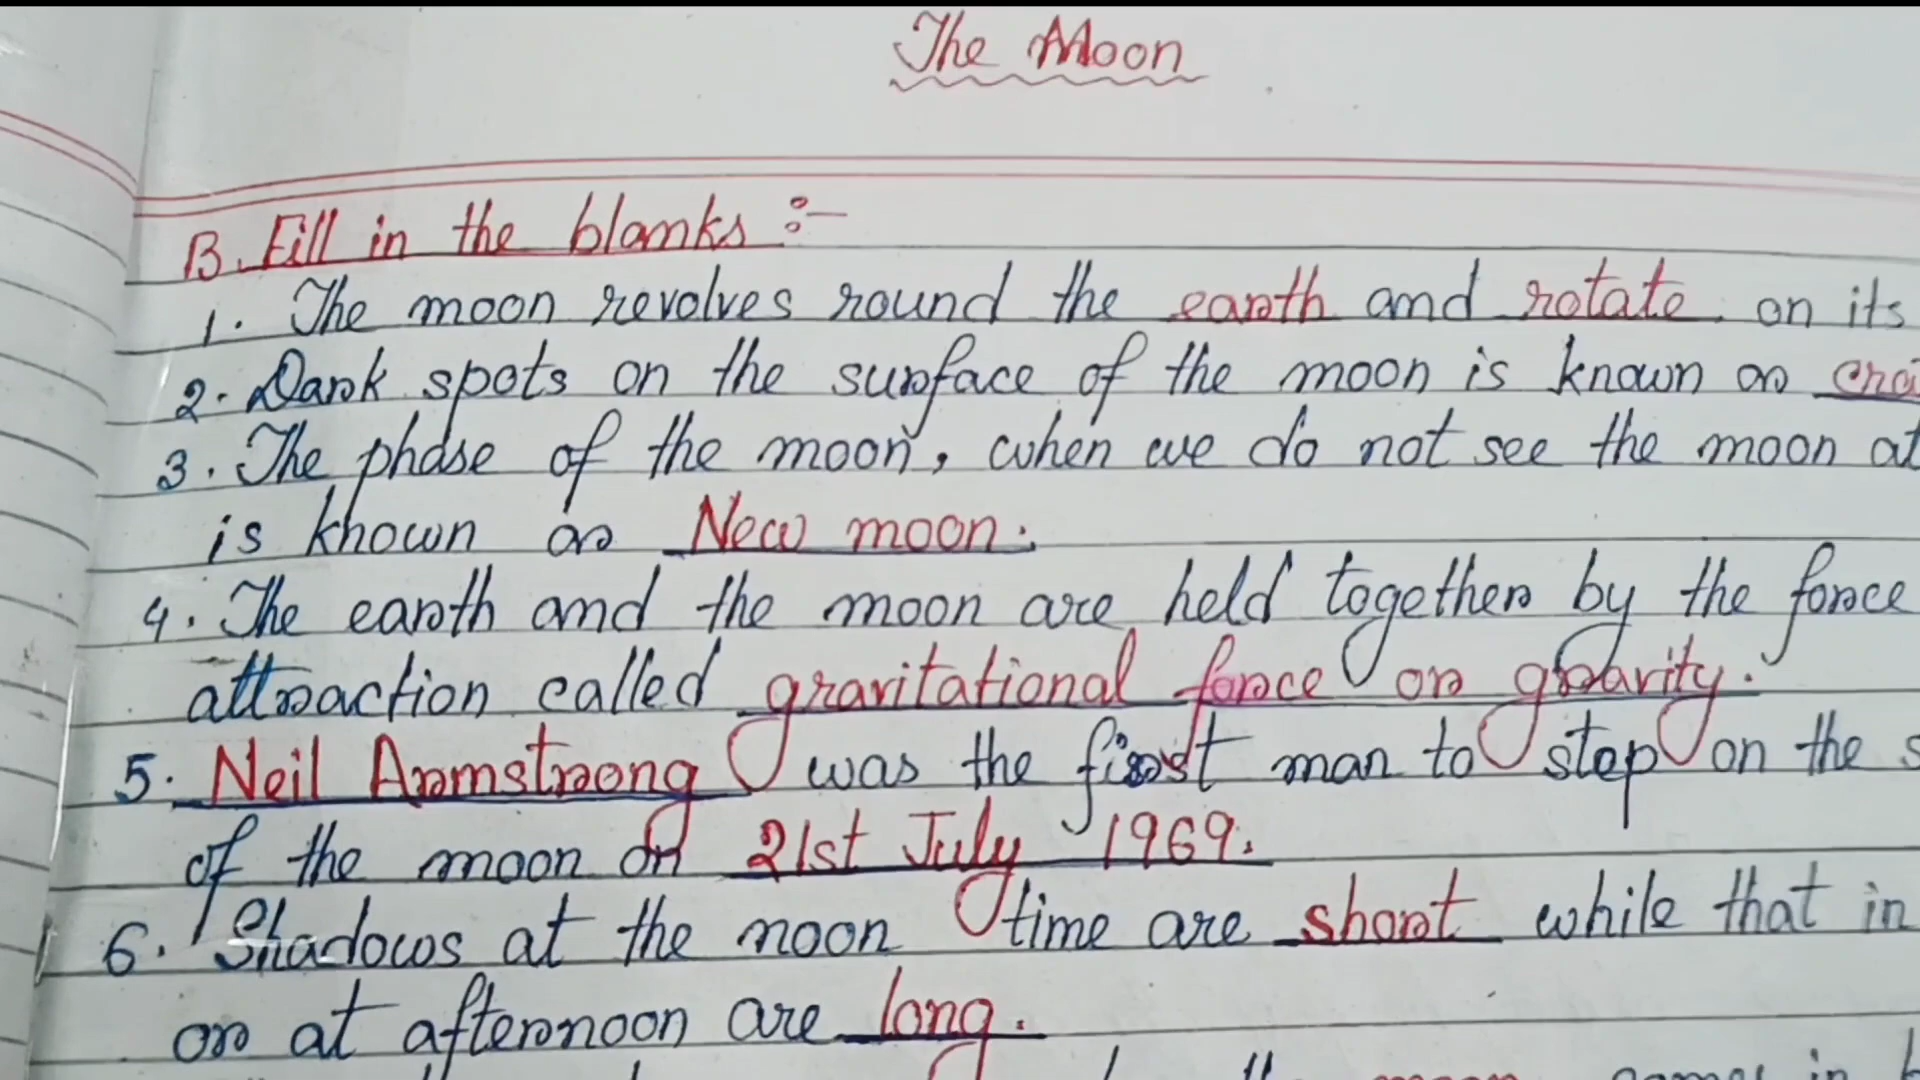 The Moon
B. Fill in the blanks :-
1. The moon revolves round the earth and rotate on its
2. Dark spots on the surface of the moon is known as
3. The phase of the moon, when we do not see the moon at
is known as New moon.
4. The earth and the moon are held together by the force
attraction called gravitational force or gravity.
5. Neil Armstrong was the first man to step on the s
of the moon on 21st July 1969.
6. Shadows at the noon time are short while that in
or at afternoon are long.